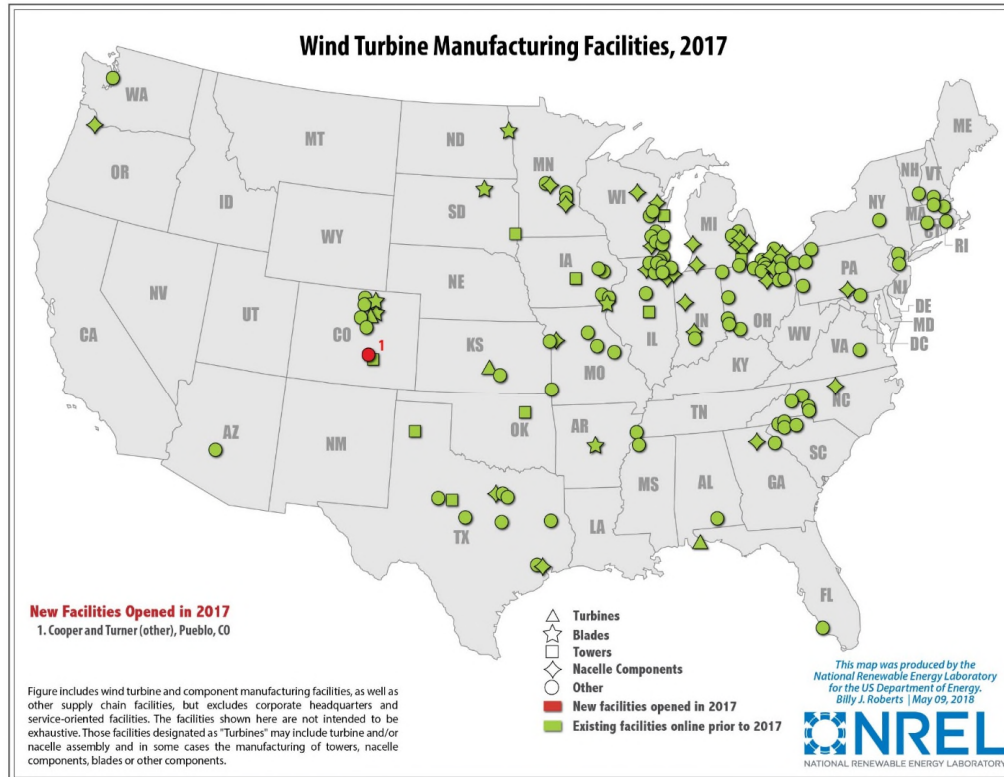 Wind Turbine Manufacturing Facilities, 2017
WA
MT
ND
MN
ME
OR
ID
SD
WI
MI
NH
VT
NY
MA
CT
RI
WY
IA
PA
NE
NV
UT
CO
1
IL
IN
OH
NJ
DE
MD
DC
CA
KS
MO
WV
VA
KY
AZ
NM
OK
AR
TN
NC
SC
MS
AL
GA
TX
LA
FL
New Facilities Opened in 2017
1. Cooper and Turner (other), Pueblo, CO
Turbines
Blades
Towers
Nacelle Components
Other
New facilities opened in 2017
Existing facilities online prior to 2017
Figure includes wind turbine and component manufacturing facilities, as well as
other supply chain facilities, but excludes corporate headquarters and
service-oriented facilities. The facilities shown here are not intended to be
exhaustive. Those facilities designated as "Turbines" may include turbine and/or
nacelle assembly and in some cases the manufacturing of towers, nacelle
components, blades or other components.
This map was produced by the
National Renewable Energy Laboratory
for the US Department of Energy.
Billy J. Roberts | May 09, 2018
NREL
NATIONAL RENEWABLE ENERGY LABORATORY